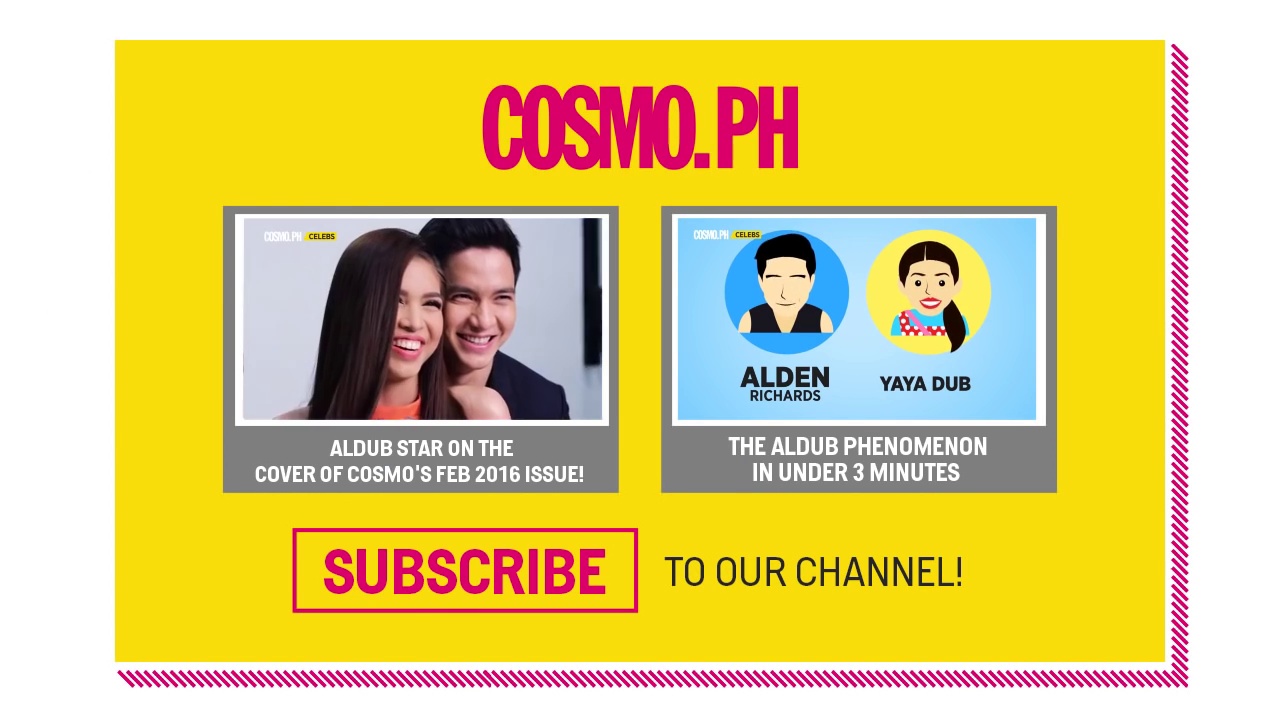 COSMO.PH
COSMO.PH CELEBS
ALDUB STAR ON THE
COVER OF COSMO'S FEB 2016 ISSUE!
COSMO.PH CELEBS
ALDEN
RICHARDS
YAYA DUB
THE ALDUB PHENOMENON
IN UNDER 3 MINUTES
SUBSCRIBE TO OUR CHANNEL!